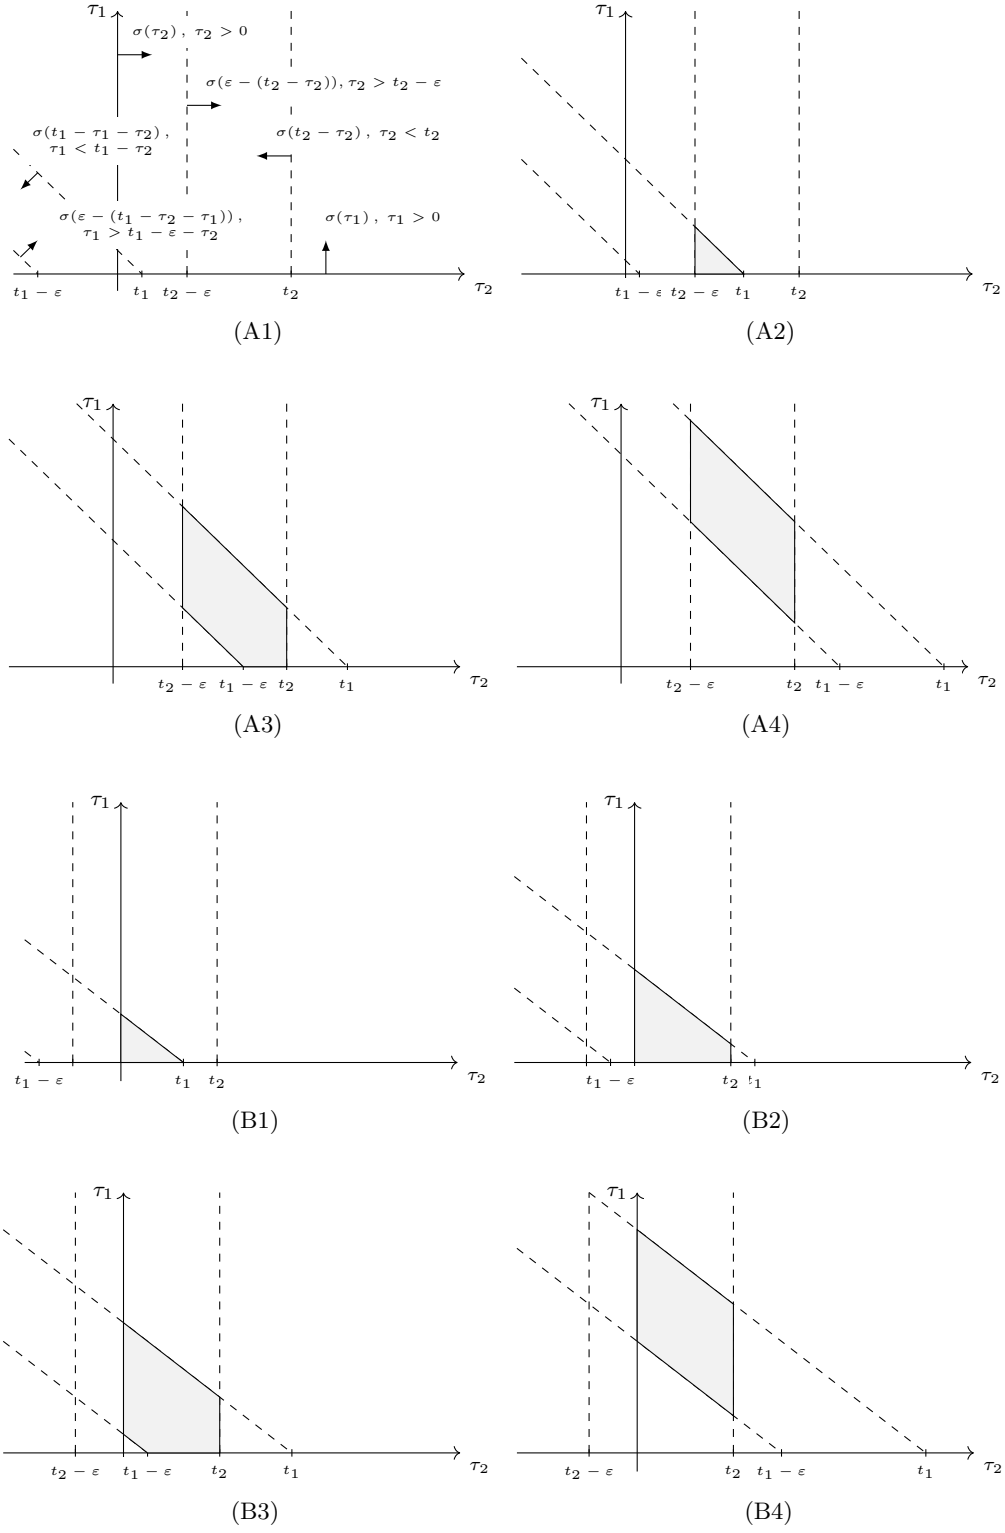 τ₁
σ(τ₂) , τ₂ > 0
σ(ε − (t₂ − τ₂)), τ₂ > t₂ − ε
σ(t₁ − τ₁ − τ₂) ,
τ₁ < t₁ − τ₂
σ(t₂ − τ₂) , τ₂ < t₂
σ(ε − (t₁ − τ₂ − τ₁)) ,
τ₁ > t₁ − ε − τ₂
σ(τ₁) , τ₁ > 0
t₁ − ε t₁ t₂ − ε t₂ τ₂
(A1)
τ₁
t₁ − ε t₂ − ε t₁ t₂ τ₂
(A2)
τ₁
t₂ − ε t₁ − ε t₂ t₁ τ₂
(A3)
τ₁
t₂ − ε t₂ t₁ − ε t₁ τ₂
(A4)
τ₁
t₁ − ε t₁ t₂ τ₂
(B1)
τ₁
t₁ − ε t₂ t₁ τ₂
(B2)
τ₁
t₂ − ε t₁ − ε t₂ t₁ τ₂
(B3)
τ₁
t₂ − ε t₂ t₁ − ε t₁ τ₂
(B4)